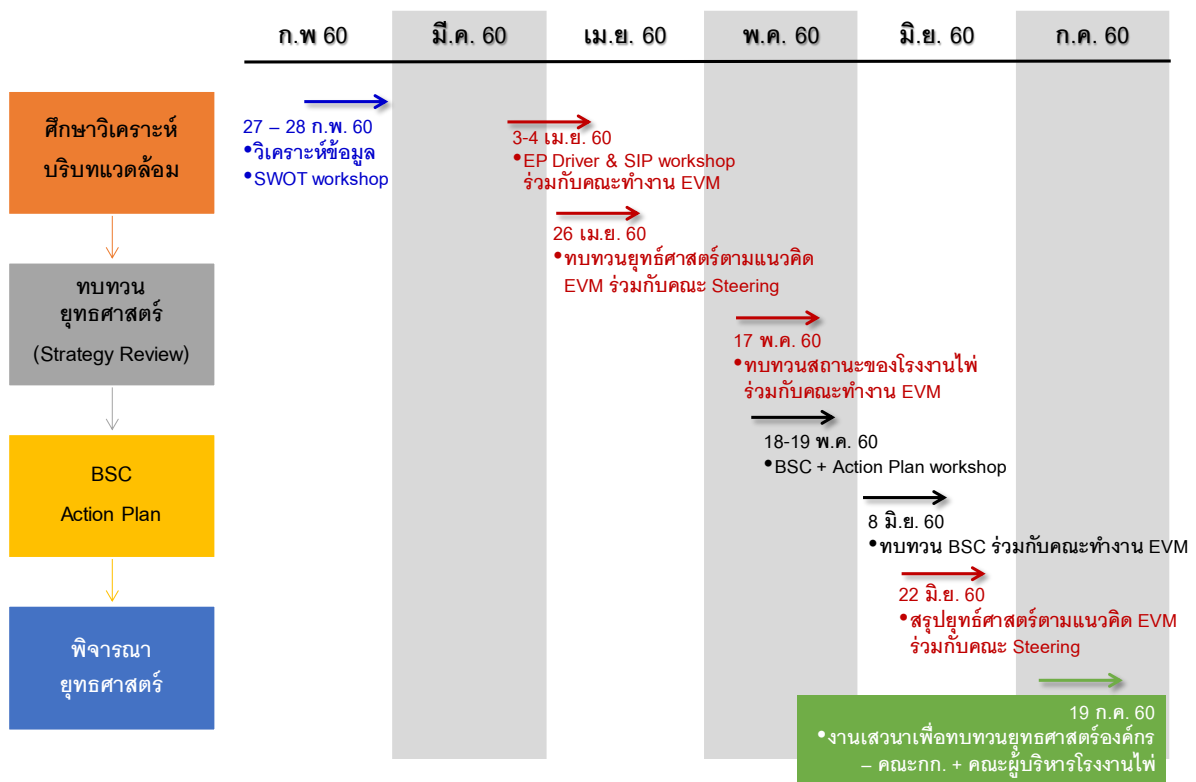 ก.พ 60 มี.ค. 60 เม.ย. 60 พ.ค. 60 มิ.ย. 60 ก.ค. 60
ศึกษาวิเคราะห์
บริบทแวดล้อม
27 – 28 ก.พ. 60
•วิเคราะห์ข้อมูล
•SWOT workshop
3-4 เม.ย. 60
•EP Driver & SIP workshop
ร่วมกับคณะทำงาน EVM
26 เม.ย. 60
•ทบทวนยุทธ์ศาสตร์ตามแนวคิด
EVM ร่วมกับคณะ Steering
ทบทวน
ยุทธศาสตร์
(Strategy Review)
17 พ.ค. 60
•ทบทวนสถานะของโรงงานไพ่
ร่วมกับคณะทำงาน EVM
18-19 พ.ค. 60
•BSC + Action Plan workshop
BSC
Action Plan
8 มิ.ย. 60
•ทบทวน BSC ร่วมกับคณะทำงาน EVM
22 มิ.ย. 60
•สรุปยุทธ์ศาสตร์ตามแนวคิด EVM
ร่วมกับคณะ Steering
พิจารณา
ยุทธศาสตร์
19 ก.ค. 60
•งานเสวนาเพื่อทบทวนยุทธศาสตร์องค์กร
– คณะกก. + คณะผู้บริหารโรงงานไพ่